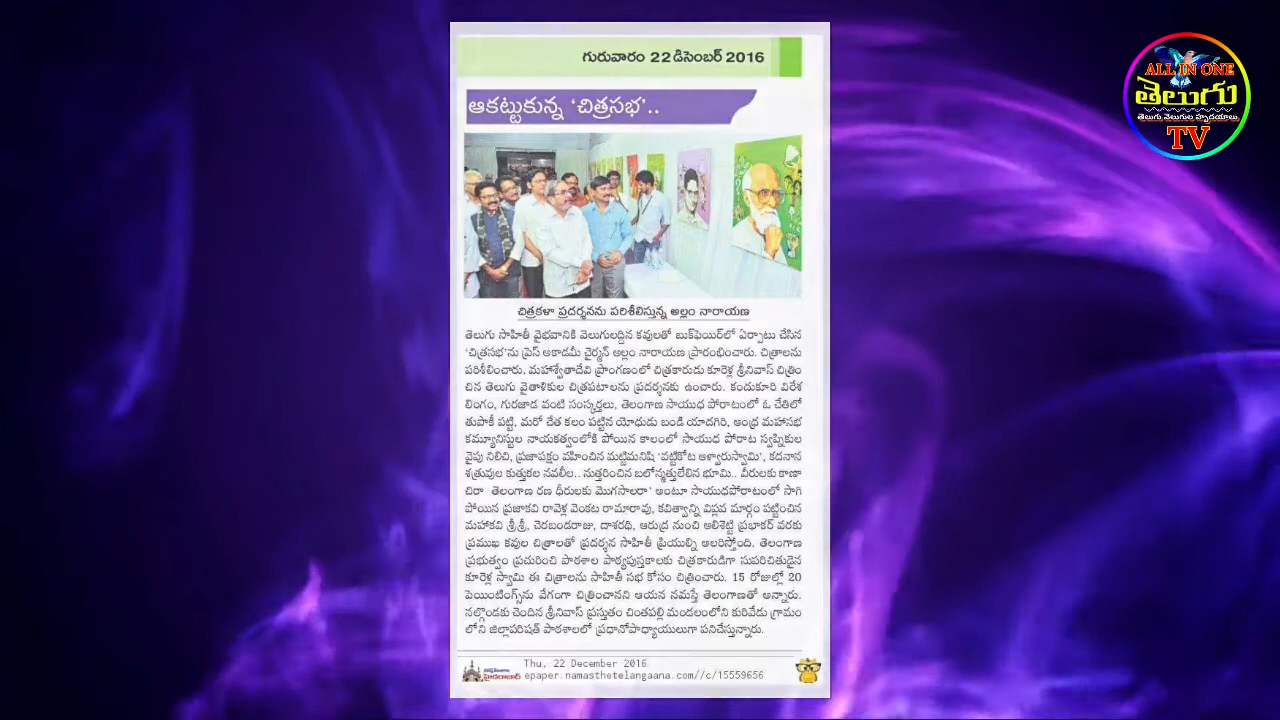 గురువారం 22 డిసెంబర్ 2016
ఆకట్టుకున్న ‘చిత్రసభ’..
చిత్రకళా ప్రదర్శనను పరిశీలిస్తున్న అల్లం నారాయణ
తెలుగు సాహితీ వైభవానికి వెలుగులద్దిన కవులతో బుక్‌ఫెయిర్‌లో ఏర్పాటు చేసిన
‘చిత్రసభ’ను ప్రెస్ అకాడమీ చైర్మన్ అల్లం నారాయణ ప్రారంభించారు. చిత్రాలను
పరిశీలించారు. మహాశ్వేతాదేవి ప్రాంగణంలో చిత్రకారుడు కూరెళ్ల శ్రీనివాస్ చిత్రిం
చిన తెలుగు వైతాళికుల చిత్రపటాలను ప్రదర్శనకు ఉంచారు. కందుకూరి విరేశ
లింగం, గురజాడ వంటి సంస్కర్తలు, తెలంగాణ సాయుధ పోరాటంలో ఓ చేతిలో
తుపాకీ పట్టి, మరో చేత కలం పట్టిన యోధుడు బండి యాదగిరి, ఆంధ్ర మహాసభ
కమ్యూనిస్టుల నాయకత్వంలోకి పోయిన కాలంలో సాయుధ పోరాట స్వప్నికుల
వైపు నిలిచి, ప్రజాపక్షం వహించిన మట్టిమనిషి ‘వట్టికోట ఆళ్వారుస్వామి’, కదనాన
శత్రువుల కుత్తుకల నవలీల.. నుత్తరించిన బలోన్మత్తులేలిన భూమి.. వీరులకు కాణా
చిరా తెలంగాణ రణ ధీరులకు మొగసాలరా’ అంటూ సాయుధపోరాటంలో సాగి
పోయిన ప్రజాకవి రావెళ్ల వెంకట రామారావు, కవిత్వాన్ని విప్లవ మార్గం పట్టించిన
మహాకవి శ్రీశ్రీ, చెరబండరాజు, దాశరథి, ఆరుద్ర నుంచి అలిశెట్టి ప్రభాకర్ వరకు
ప్రముఖ కవుల చిత్రాలతో ప్రదర్శన సాహితీ ప్రియుల్ని అలరిస్తోంది. తెలంగాణ
ప్రభుత్వం ప్రచురించి పాఠశాల పాఠ్యపుస్తకాలకు చిత్రకారుడిగా సుపరిచితుడైన
కూరెళ్ల స్వామి ఈ చిత్రాలను సాహితీ సభ కోసం చిత్రించారు. 15 రోజుల్లో 20
పెయింటింగ్స్‌ను వేగంగా చిత్రించానని ఆయన నమస్తే తెలంగాణతో అన్నారు.
నల్గొండకు చెందిన శ్రీనివాస్ ప్రస్తుతం చింతపల్లి మండలంలోని కురివేడు గ్రామం
లోని జిల్లాపరిషత్ పాఠశాలలో ప్రధానోపాధ్యాయులుగా పనిచేస్తున్నారు.
హైదరాబాద్
Thu, 22 December 2016
epaper.namasthetelangaana.com//c/15559656
ALL IN ONE
తెలుగు
తెలుగు వెలుగుల హృదయాలు
TV